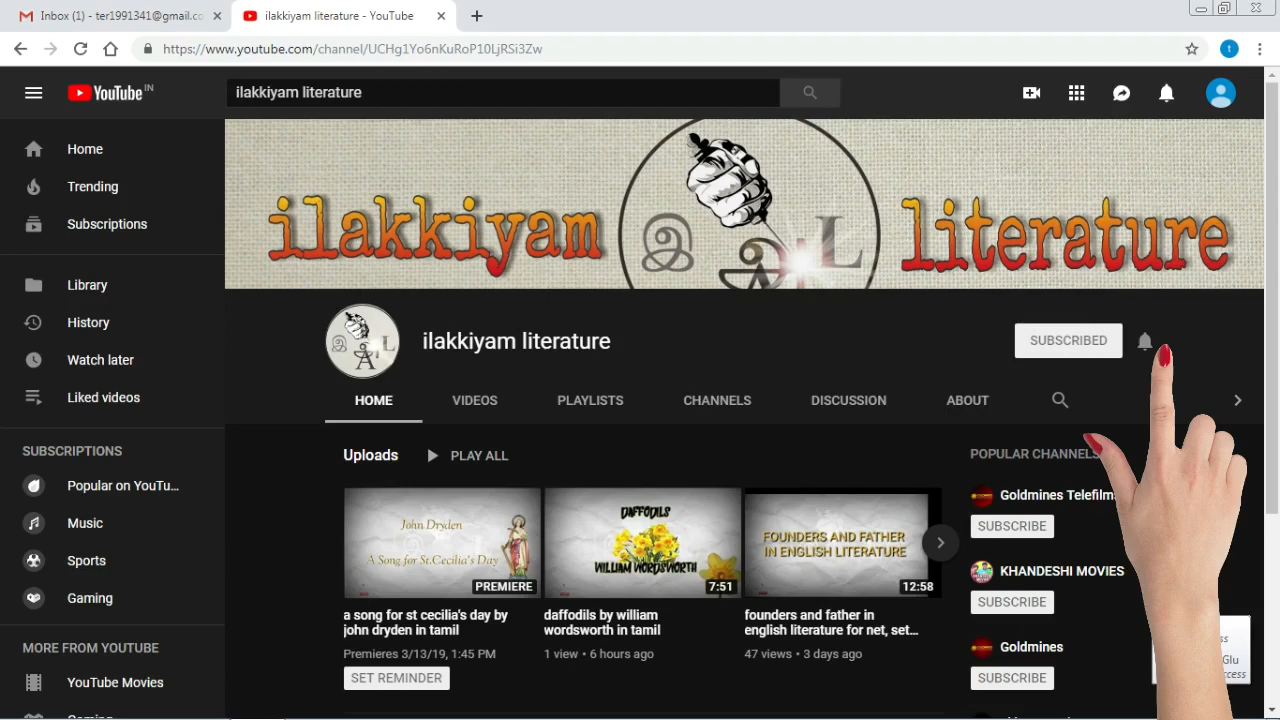 Inbox (1) - ter1991341@gmail.co
ilakkiyam literature - YouTube
https://www.youtube.com/channel/UCHg1Yo6nKuRoP10LjRSi3Zw
t
YouTube IN
ilakkiyam literature
Home
Trending
Subscriptions
Library
History
Watch later
Liked videos
SUBSCRIPTIONS
Popular on YouTu...
Music
Sports
Gaming
MORE FROM YOUTUBE
YouTube Movies
ilakkiyam இ A L literature
இ A L
ilakkiyam literature
SUBSCRIBED
HOME VIDEOS PLAYLISTS CHANNELS DISCUSSION ABOUT
Uploads PLAY ALL
John Dryden
A Song for St.Cecilia's Day
PREMIERE
a song for st cecilia's day by
john dryden in tamil
Premieres 3/13/19, 1:45 PM
SET REMINDER
DAFFODILS
WILLIAM WORDSWORTH
7:51
daffodils by william
wordsworth in tamil
1 view • 6 hours ago
FOUNDERS AND FATHER
IN ENGLISH LITERATURE
12:58
founders and father in
english literature for net, set...
47 views • 3 days ago
POPULAR CHANNELS
Goldmines Telefilms
SUBSCRIBE
KHANDESHI MOVIES
SUBSCRIBE
Goldmines
SUBSCRIBE